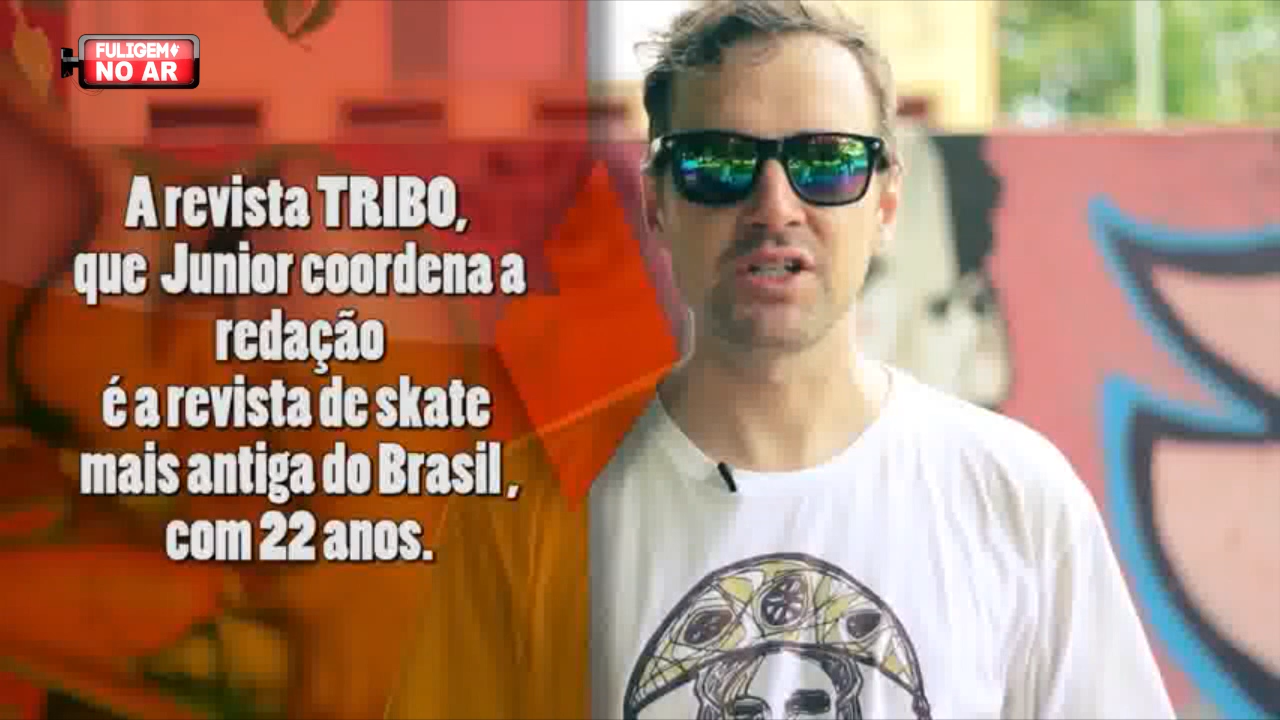 FULIGEM
NO AR
A revista TRIBO,
que Junior coordena a
redação
é a revista de skate
mais antiga do Brasil ,
com 22 anos.